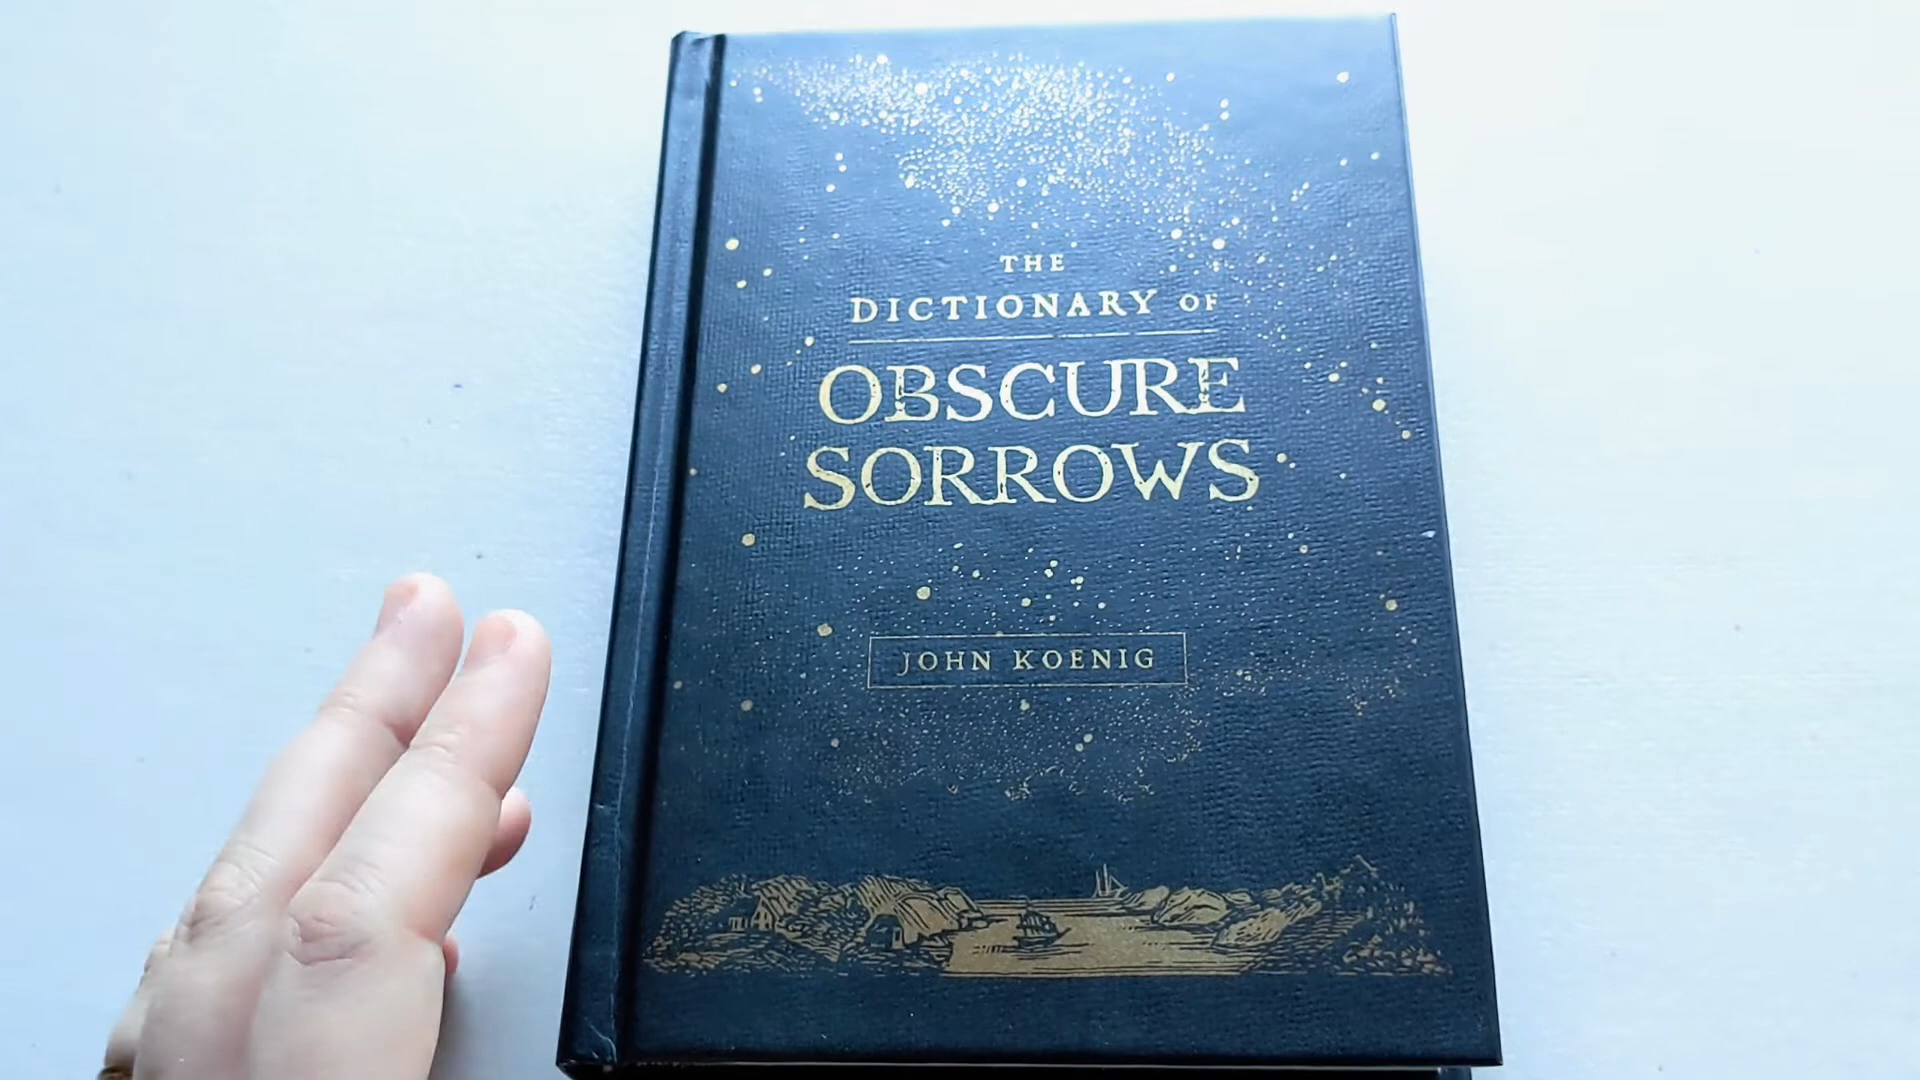 THE
DICTIONARY OF
OBSCURE
SORROWS
JOHN KOENIG